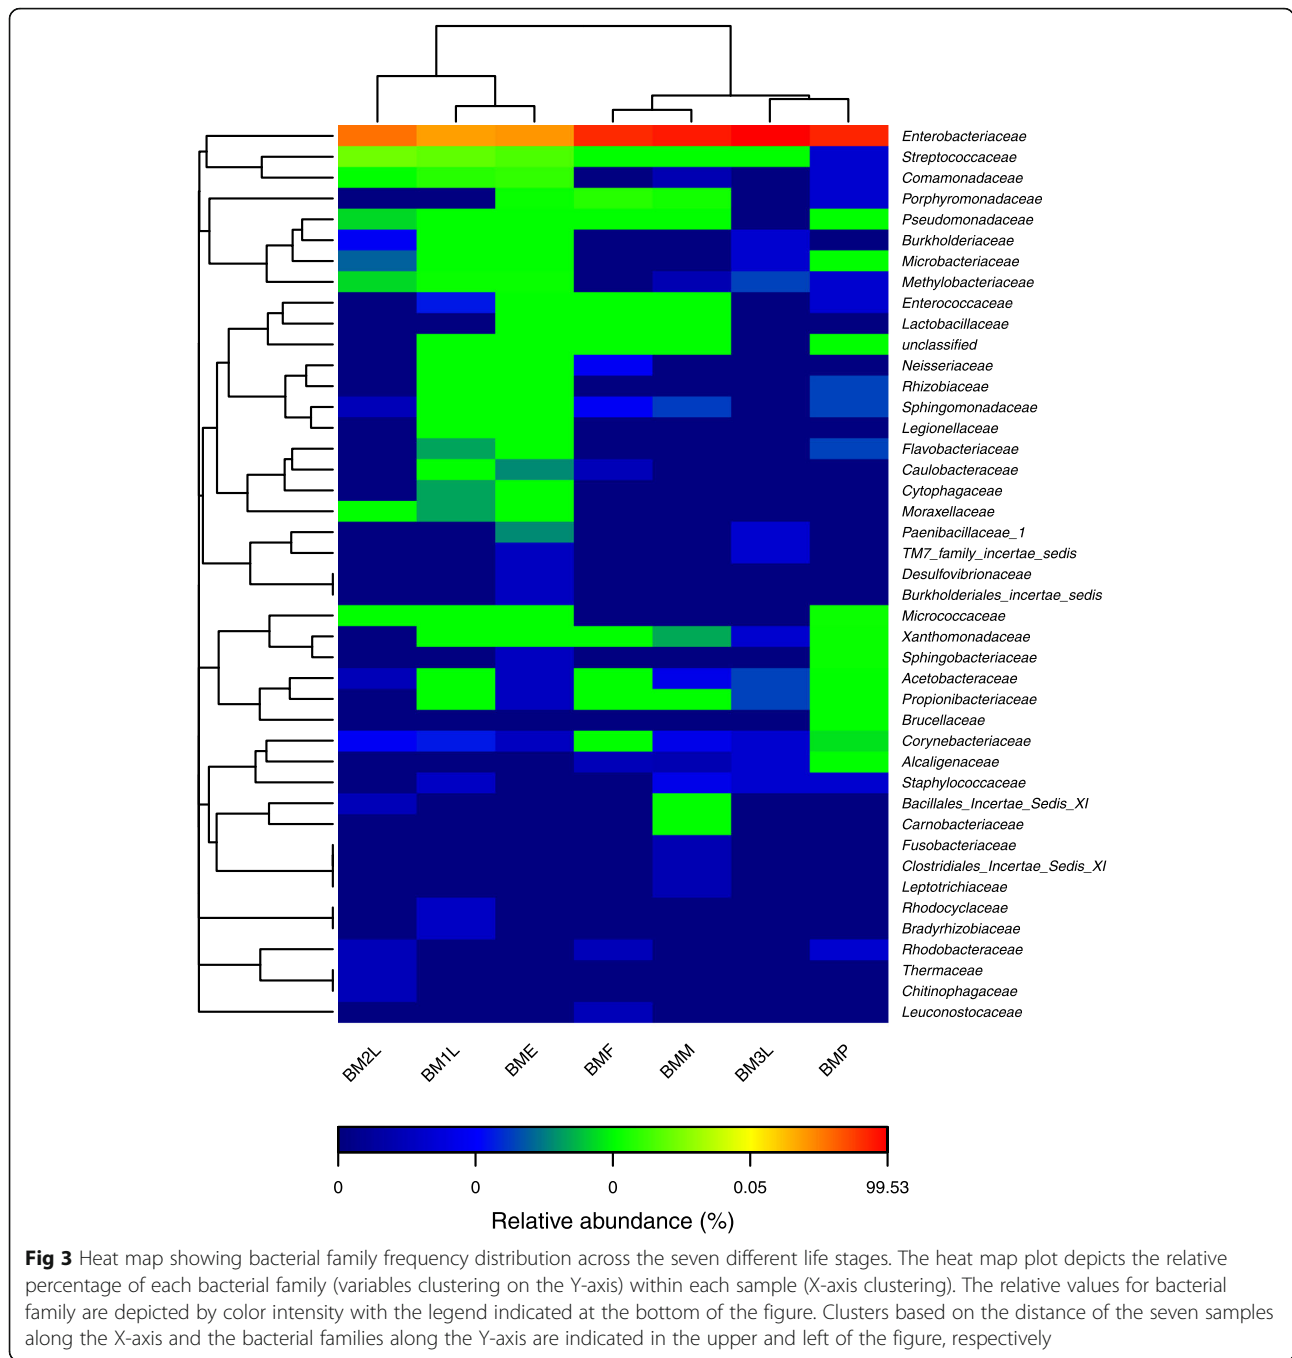 Enterobacteriaceae
Streptococcaceae
Comamonadaceae
Porphyromonadaceae
Pseudomonadaceae
Burkholderiaceae
Microbacteriaceae
Methylobacteriaceae
Enterococcaceae
Lactobacillaceae
unclassified
Neisseriaceae
Rhizobiaceae
Sphingomonadaceae
Legionellaceae
Flavobacteriaceae
Caulobacteraceae
Cytophagaceae
Moraxellaceae
Paenibacillaceae_1
TM7_family_incertae_sedis
Desulfovibrionaceae
Burkholderiales_incertae_sedis
Micrococcaceae
Xanthomonadaceae
Sphingobacteriaceae
Acetobacteraceae
Propionibacteriaceae
Brucellaceae
Corynebacteriaceae
Alcaligenaceae
Staphylococcaceae
Bacillales_Incertae_Sedis_XI
Carnobacteriaceae
Fusobacteriaceae
Clostridiales_Incertae_Sedis_XI
Leptotrichiaceae
Rhodocyclaceae
Bradyrhizobiaceae
Rhodobacteraceae
Thermaceae
Chitinophagaceae
Leuconostocaceae
BM2L BM1L BME BMF BMM BM3L BMP
0 0 0 0.05 99.53
Relative abundance (%)
Fig 3 Heat map showing bacterial family frequency distribution across the seven different life stages. The heat map plot depicts the relative
percentage of each bacterial family (variables clustering on the Y-axis) within each sample (X-axis clustering). The relative values for bacterial
family are depicted by color intensity with the legend indicated at the bottom of the figure. Clusters based on the distance of the seven samples
along the X-axis and the bacterial families along the Y-axis are indicated in the upper and left of the figure, respectively